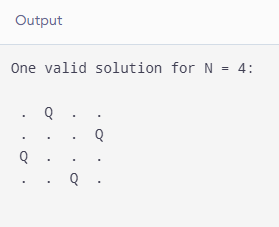 Output
One valid solution for N = 4:
. Q . .
. . . Q
Q . . .
. . Q .